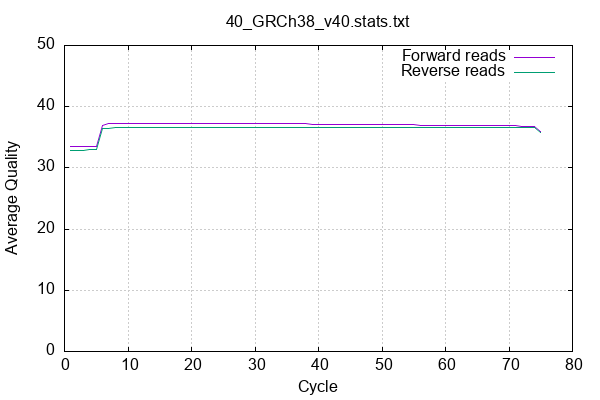 40_GRCh38_v40.stats.txt
Forward reads
Reverse reads
50
40
30
20
10
0
Average Quality
0 10 20 30 40 50 60 70 80
Cycle